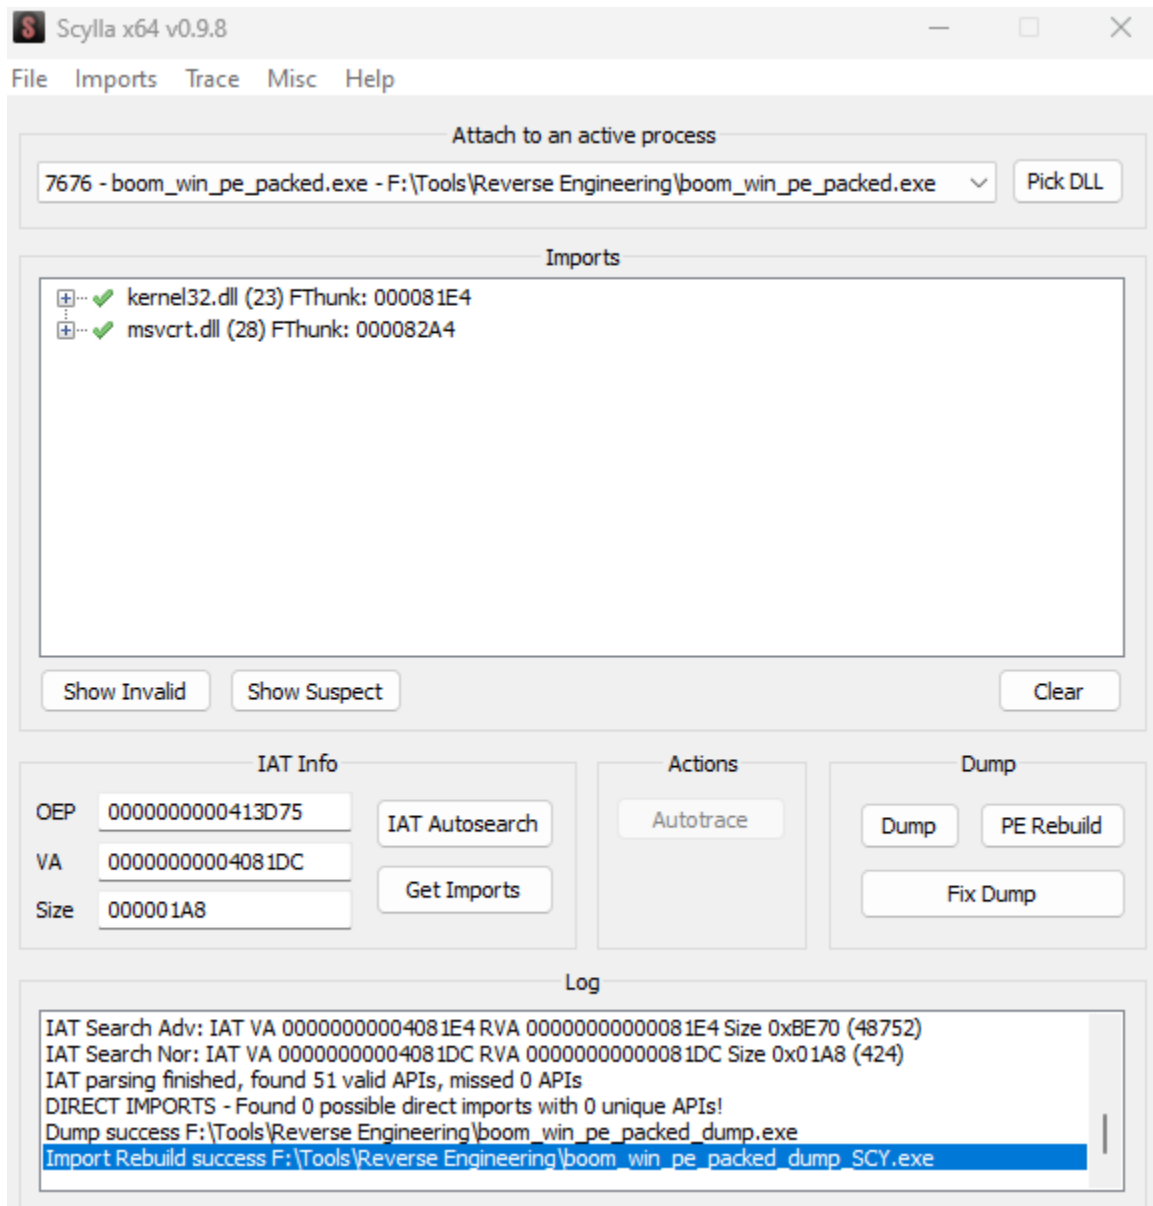 Scylla x64 v0.9.8
File Imports Trace Misc Help
Attach to an active process
7676 - boom_win_pe_packed.exe - F:\Tools\Reverse Engineering\boom_win_pe_packed.exe
Pick DLL
Imports
kernel32.dll (23) FThunk: 000081E4
msvcrt.dll (28) FThunk: 000082A4
Show Invalid Show Suspect Clear
IAT Info
OEP 0000000000413D75
VA 00000000004081DC
Size 000001A8
IAT Autosearch
Get Imports
Actions
Autotrace
Dump
Dump PE Rebuild
Fix Dump
Log
IAT Search Adv: IAT VA 00000000004081E4 RVA 00000000000081E4 Size 0xBE70 (48752)
IAT Search Nor: IAT VA 00000000004081DC RVA 00000000000081DC Size 0x01A8 (424)
IAT parsing finished, found 51 valid APIs, missed 0 APIs
DIRECT IMPORTS - Found 0 possible direct imports with 0 unique APIs!
Dump success F:\Tools\Reverse Engineering\boom_win_pe_packed_dump.exe
Import Rebuild success F:\Tools\Reverse Engineering\boom_win_pe_packed_dump_SCY.exe